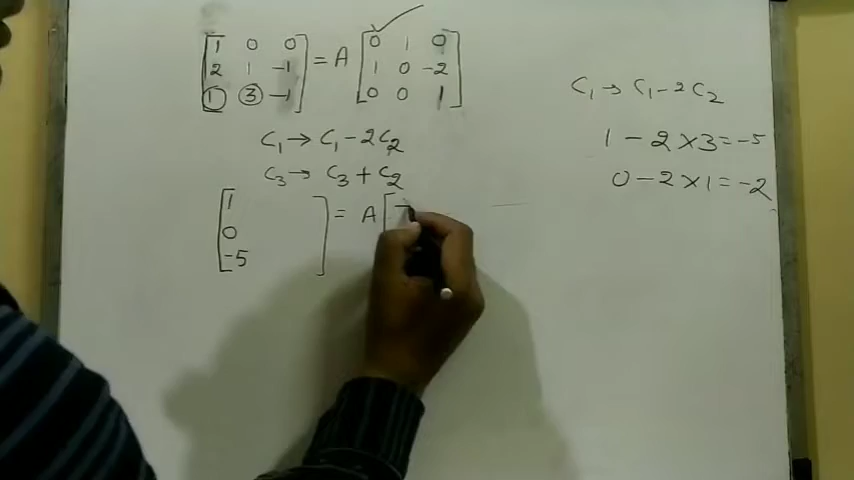 1 0 0 0 1 0
2 1 -1 = A 1 0 -2
1 3 -1 0 0 1
C1 → C1 - 2C2
C3 → C3 + C2
1
0 = A [ -
-5
C1 → C1 - 2C2
1 - 2 × 3 = -5
0 - 2 × 1 = -2